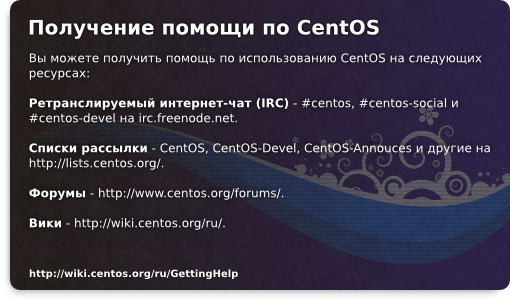 Получение помощи по CentOS
Вы можете получить помощь по использованию CentOS на следующих
ресурсах:
Ретранслируемый интернет-чат (IRC) - #centos, #centos-social и
#centos-devel на irc.freenode.net.
Списки рассылки - CentOS, CentOS-Devel, CentOS-Annouces и другие на
http://lists.centos.org/.
Форумы - http://www.centos.org/forums/.
Вики - http://wiki.centos.org/ru/.
http://wiki.centos.org/ru/GettingHelp